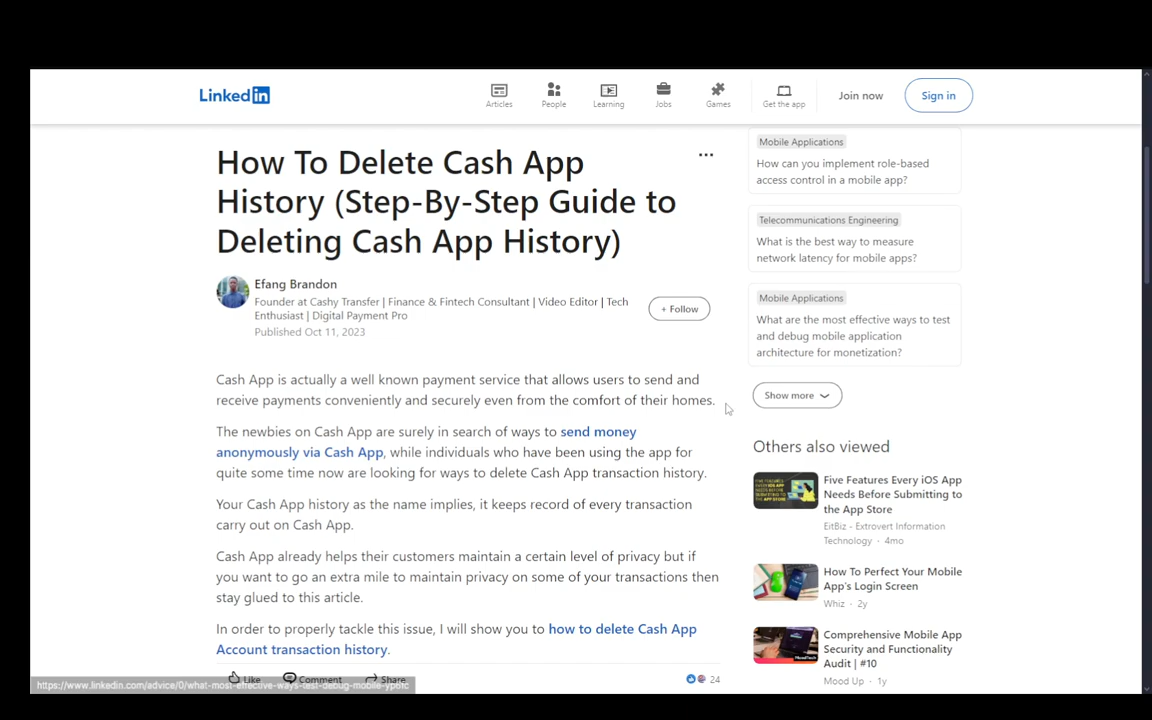 Linked in
Articles
People
Learning
Jobs
Games
Get the app
Join now
Sign in
How To Delete Cash App
History (Step-By-Step Guide to
Deleting Cash App History)
Efang Brandon
Founder at Cashy Transfer | Finance & Fintech Consultant | Video Editor | Tech
Enthusiast | Digital Payment Pro
Published Oct 11, 2023
+ Follow
Cash App is actually a well known payment service that allows users to send and
receive payments conveniently and securely even from the comfort of their homes.
The newbies on Cash App are surely in search of ways to send money
anonymously via Cash App, while individuals who have been using the app for
quite some time now are looking for ways to delete Cash App transaction history.
Your Cash App history as the name implies, it keeps record of every transaction
carry out on Cash App.
Cash App already helps their customers maintain a certain level of privacy but if
you want to go an extra mile to maintain privacy on some of your transactions then
stay glued to this article.
In order to properly tackle this issue, I will show you to how to delete Cash App
Account transaction history.
Like
Comment
Share
24
Mobile Applications
How can you implement role-based
access control in a mobile app?
Telecommunications Engineering
What is the best way to measure
network latency for mobile apps?
Mobile Applications
What are the most effective ways to test
and debug mobile application
architecture for monetization?
Show more
Others also viewed
Five Features Every iOS App
Needs Before Submitting to
the App Store
EitBiz - Extrovert Information
Technology · 4mo
How To Perfect Your Mobile
App's Login Screen
Whiz · 2y
Comprehensive Mobile App
Security and Functionality
Audit | #10
Mood Up · 1y